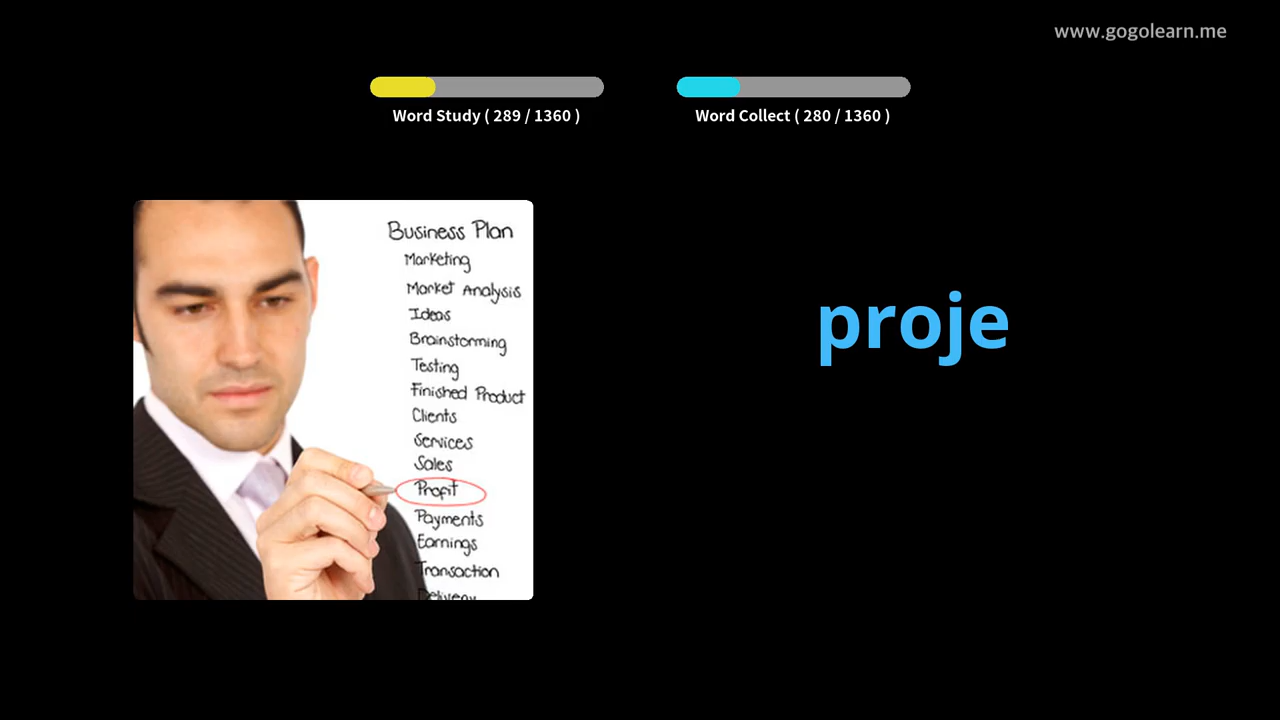 www.gogolearn.me
Word Study ( 289 / 1360 )
Word Collect ( 280 / 1360 )
Business Plan
Marketing
Market Analysis
Ideas
Brainstorming
Testing
Finished Product
Clients
Services
Sales
Profit
Payments
Earnings
Transaction
Delivery
proje